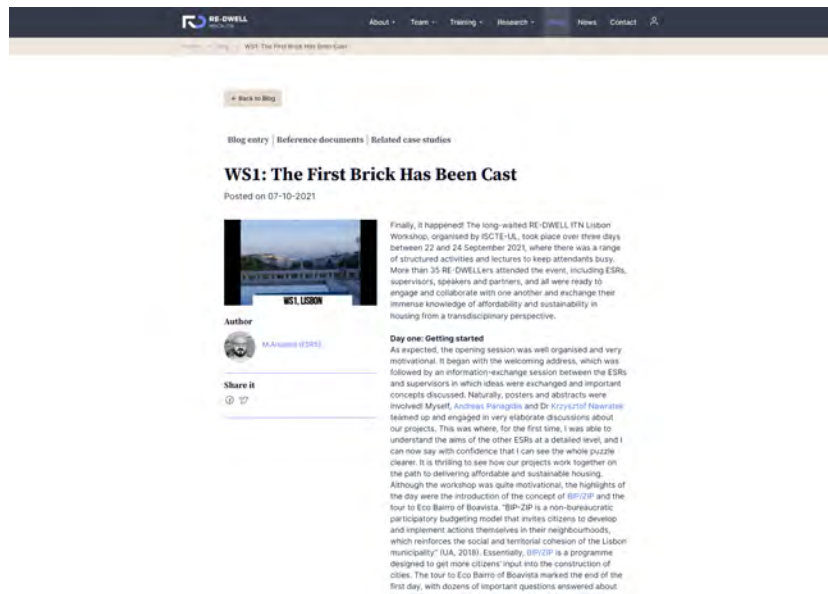 RE-DWELL
About
Team
Training
Research
News
Contact
WS1: The First Brick Has Been Cast
← Back to Blog
Blog entry | Reference documents | Related case studies
WS1: The First Brick Has Been Cast
Posted on 07-10-2021
WS1, LISBON
Author
Share it
Finally, it happened! The long-waited RE-DWELL ITN Lisbon
Workshop, organised by ISCTE-UL, took place over three days
between 22 and 24 September 2021, where there was a range
of structured activities and lectures to keep attendants busy.
More than 35 RE-DWELLers attended the event, including ESRs,
supervisors, speakers and partners, and all were ready to
engage and collaborate with one another and exchange their
immense knowledge of affordability and sustainability in
housing from a transdisciplinary perspective.
Day one: Getting started
As expected, the opening session was well organised and very
motivational. It began with the welcoming address, which was
followed by an information-exchange session between the ESRs
and supervisors in which ideas were exchanged and important
concepts discussed. Naturally, posters and abstracts were
involved! Myself, Andreas Panagidis and Dr Krzysztof Nawratek
teamed up and engaged in very elaborate discussions about
our projects. This was where, for the first time, I was able to
understand the aims of the other ESRs at a detailed level, and I
can now say with confidence that I can see the whole puzzle
clearer. It is thrilling to see how our projects work together on
the path to delivering affordable and sustainable housing.
Although the workshop was quite motivational, the highlights of
the day were the introduction of the concept of BIP/ZIP and the
tour to Eco Bairro of Boavista. "BIP-ZIP is a non-bureaucratic
participatory budgeting model that invites citizens to develop
and implement actions themselves in their neighbourhoods,
which reinforces the social and territorial cohesion of the Lisbon
municipality" (UA, 2018). Essentially, BIP/ZIP is a programme
designed to get more citizens' input into the construction of
cities. The tour to Eco Bairro of Boavista marked the end of the
first day, with dozens of important questions answered about